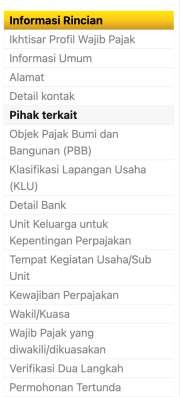 Informasi Rincian
Ikhtisar Profil Wajib Pajak
Informasi Umum
Alamat
Detail kontak
Pihak terkait
Objek Pajak Bumi dan
Bangunan (PBB)
Klasifikasi Lapangan Usaha
(KLU)
Detail Bank
Unit Keluarga untuk
Kepentingan Perpajakan
Tempat Kegiatan Usaha/Sub
Unit
Kewajiban Perpajakan
Wakil/Kuasa
Wajib Pajak yang
diwakili/dikuasakan
Verifikasi Dua Langkah
Permohonan Tertunda